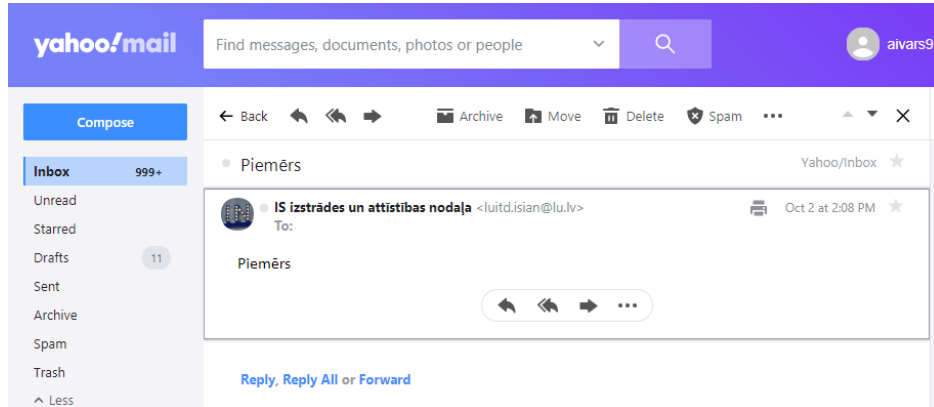 yahoo!mail
Find messages, documents, photos or people
aivars9
Compose
Back
Archive
Move
Delete
Spam
Inbox 999+
Unread
Starred
Drafts 11
Sent
Archive
Spam
Trash
Less
Piemērs
Yahoo/Inbox
IS izstrādes un attīstības nodaļa <luitd.isian@lu.lv>
Oct 2 at 2:08 PM
To:
Piemērs
Reply, Reply All or Forward